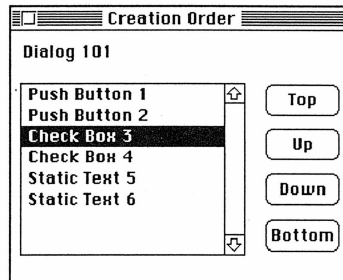 Creation Order
Dialog 101
Push Button 1
Push Button 2
Check Box 3
Check Box 4
Static Text 5
Static Text 6
Top
Up
Down
Bottom